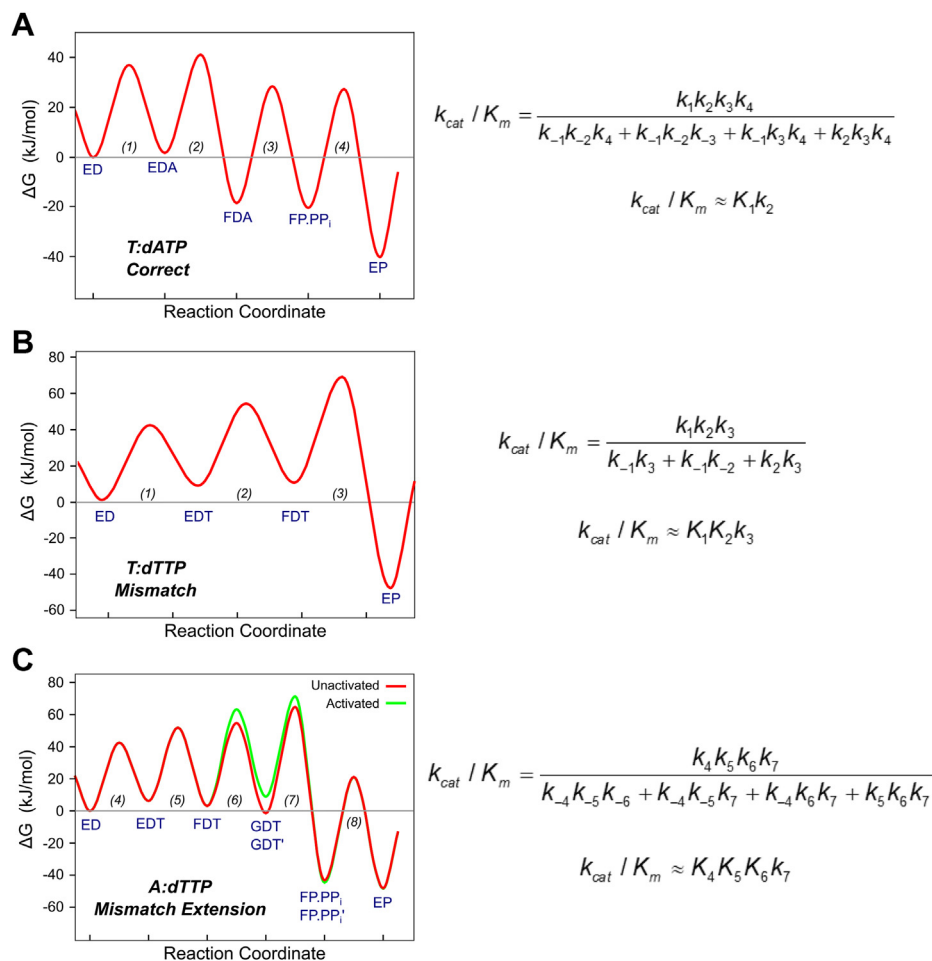 A
ΔG (kJ/mol)
40
20
0
-20
-40
(1)
(2)
(3)
(4)
ED
EDA
FDA
FP.PPi
EP
T:dATP
Correct
Reaction Coordinate
kcat / Km = k1k2k3k4 / (k−1k−2k4 + k−1k−2k−3 + k−1k3k4 + k2k3k4)
kcat / Km ≈ K1k2
B
ΔG (kJ/mol)
80
60
40
20
0
-20
-40
-60
(1)
(2)
(3)
ED
EDT
FDT
EP
T:dTTP
Mismatch
Reaction Coordinate
kcat / Km = k1k2k3 / (k−1k3 + k−1k−2 + k2k3)
kcat / Km ≈ K1K2k3
C
ΔG (kJ/mol)
80
60
40
20
0
-20
-40
-60
Unactivated
Activated
(4)
(5)
(6)
(7)
(8)
ED
EDT
FDT
GDT
GDT'
FP.PPi
FP.PPi'
EP
A:dTTP
Mismatch Extension
Reaction Coordinate
kcat / Km = k4k5k6k7 / (k−4k−5k−6 + k−4k−5k7 + k−4k6k7 + k5k6k7)
kcat / Km ≈ K4K5K6k7